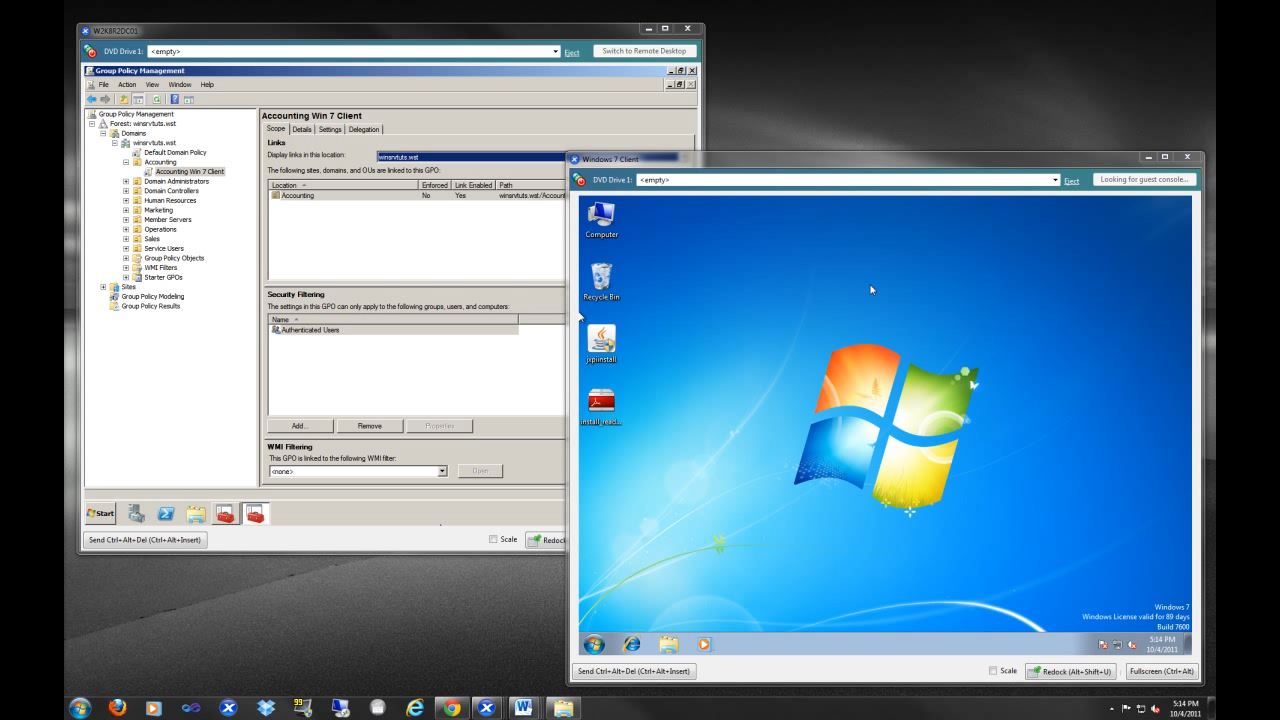 W2K8R2DC01
DVD Drive 1: <empty> Eject Switch to Remote Desktop
Group Policy Management
File Action View Window Help
Group Policy Management
Forest: winsrvtuts.wst
Domains
winsrvtuts.wst
Default Domain Policy
Accounting
Accounting Win 7 Client
Domain Administrators
Domain Controllers
Human Resources
Marketing
Member Servers
Operations
Sales
Service Users
Group Policy Objects
WMI Filters
Starter GPOs
Sites
Group Policy Modeling
Group Policy Results
Accounting Win 7 Client
Scope Details Settings Delegation
Links
Display links in this location: winsrvtuts.wst
The following sites, domains, and OUs are linked to this GPO:
Location Enforced Link Enabled Path
Accounting No Yes winsrvtuts.wst/Account
Security Filtering
The settings in this GPO can only apply to the following groups, users, and computers:
Name
Authenticated Users
Add... Remove Properties
WMI Filtering
This GPO is linked to the following WMI filter:
<none> Open
Start
Send Ctrl+Alt+Del (Ctrl+Alt+Insert) Scale Redock
Windows 7 Client
DVD Drive 1: <empty> Eject Looking for guest console...
Computer
Recycle Bin
jxpiinstall
install_read...
Windows 7
Windows License valid for 89 days
Build 7600
5:14 PM
10/4/2011
Send Ctrl+Alt+Del (Ctrl+Alt+Insert) Scale Redock (Alt+Shift+U) Fullscreen (Ctrl+Alt)
99
5:14 PM
10/4/2011